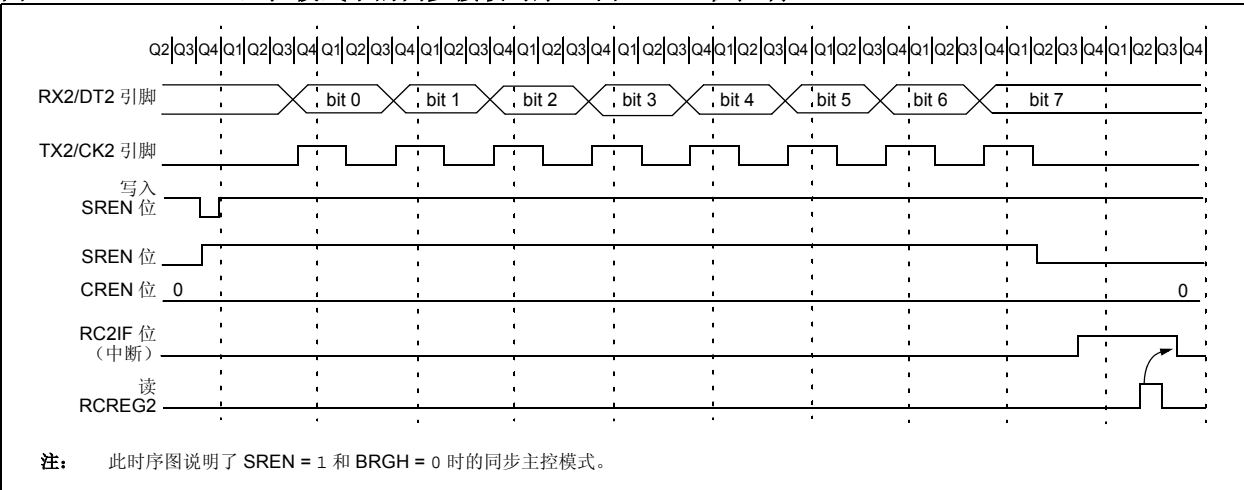 Q2 Q3 Q4 Q1 Q2 Q3 Q4 Q1 Q2 Q3 Q4 Q1 Q2 Q3 Q4 Q1 Q2 Q3 Q4 Q1 Q2 Q3 Q4 Q1 Q2 Q3 Q4 Q1 Q2 Q3 Q4 Q1 Q2 Q3 Q4 Q1 Q2 Q3 Q4 Q1 Q2 Q3 Q4
RX2/DT2 引脚 bit 0 bit 1 bit 2 bit 3 bit 4 bit 5 bit 6 bit 7
TX2/CK2 引脚
写入
SREN 位
SREN 位
CREN 位 0 0
RC2IF 位
（中断）
读
RCREG2
注： 此时序图说明了 SREN = 1 和 BRGH = 0 时的同步主控模式。